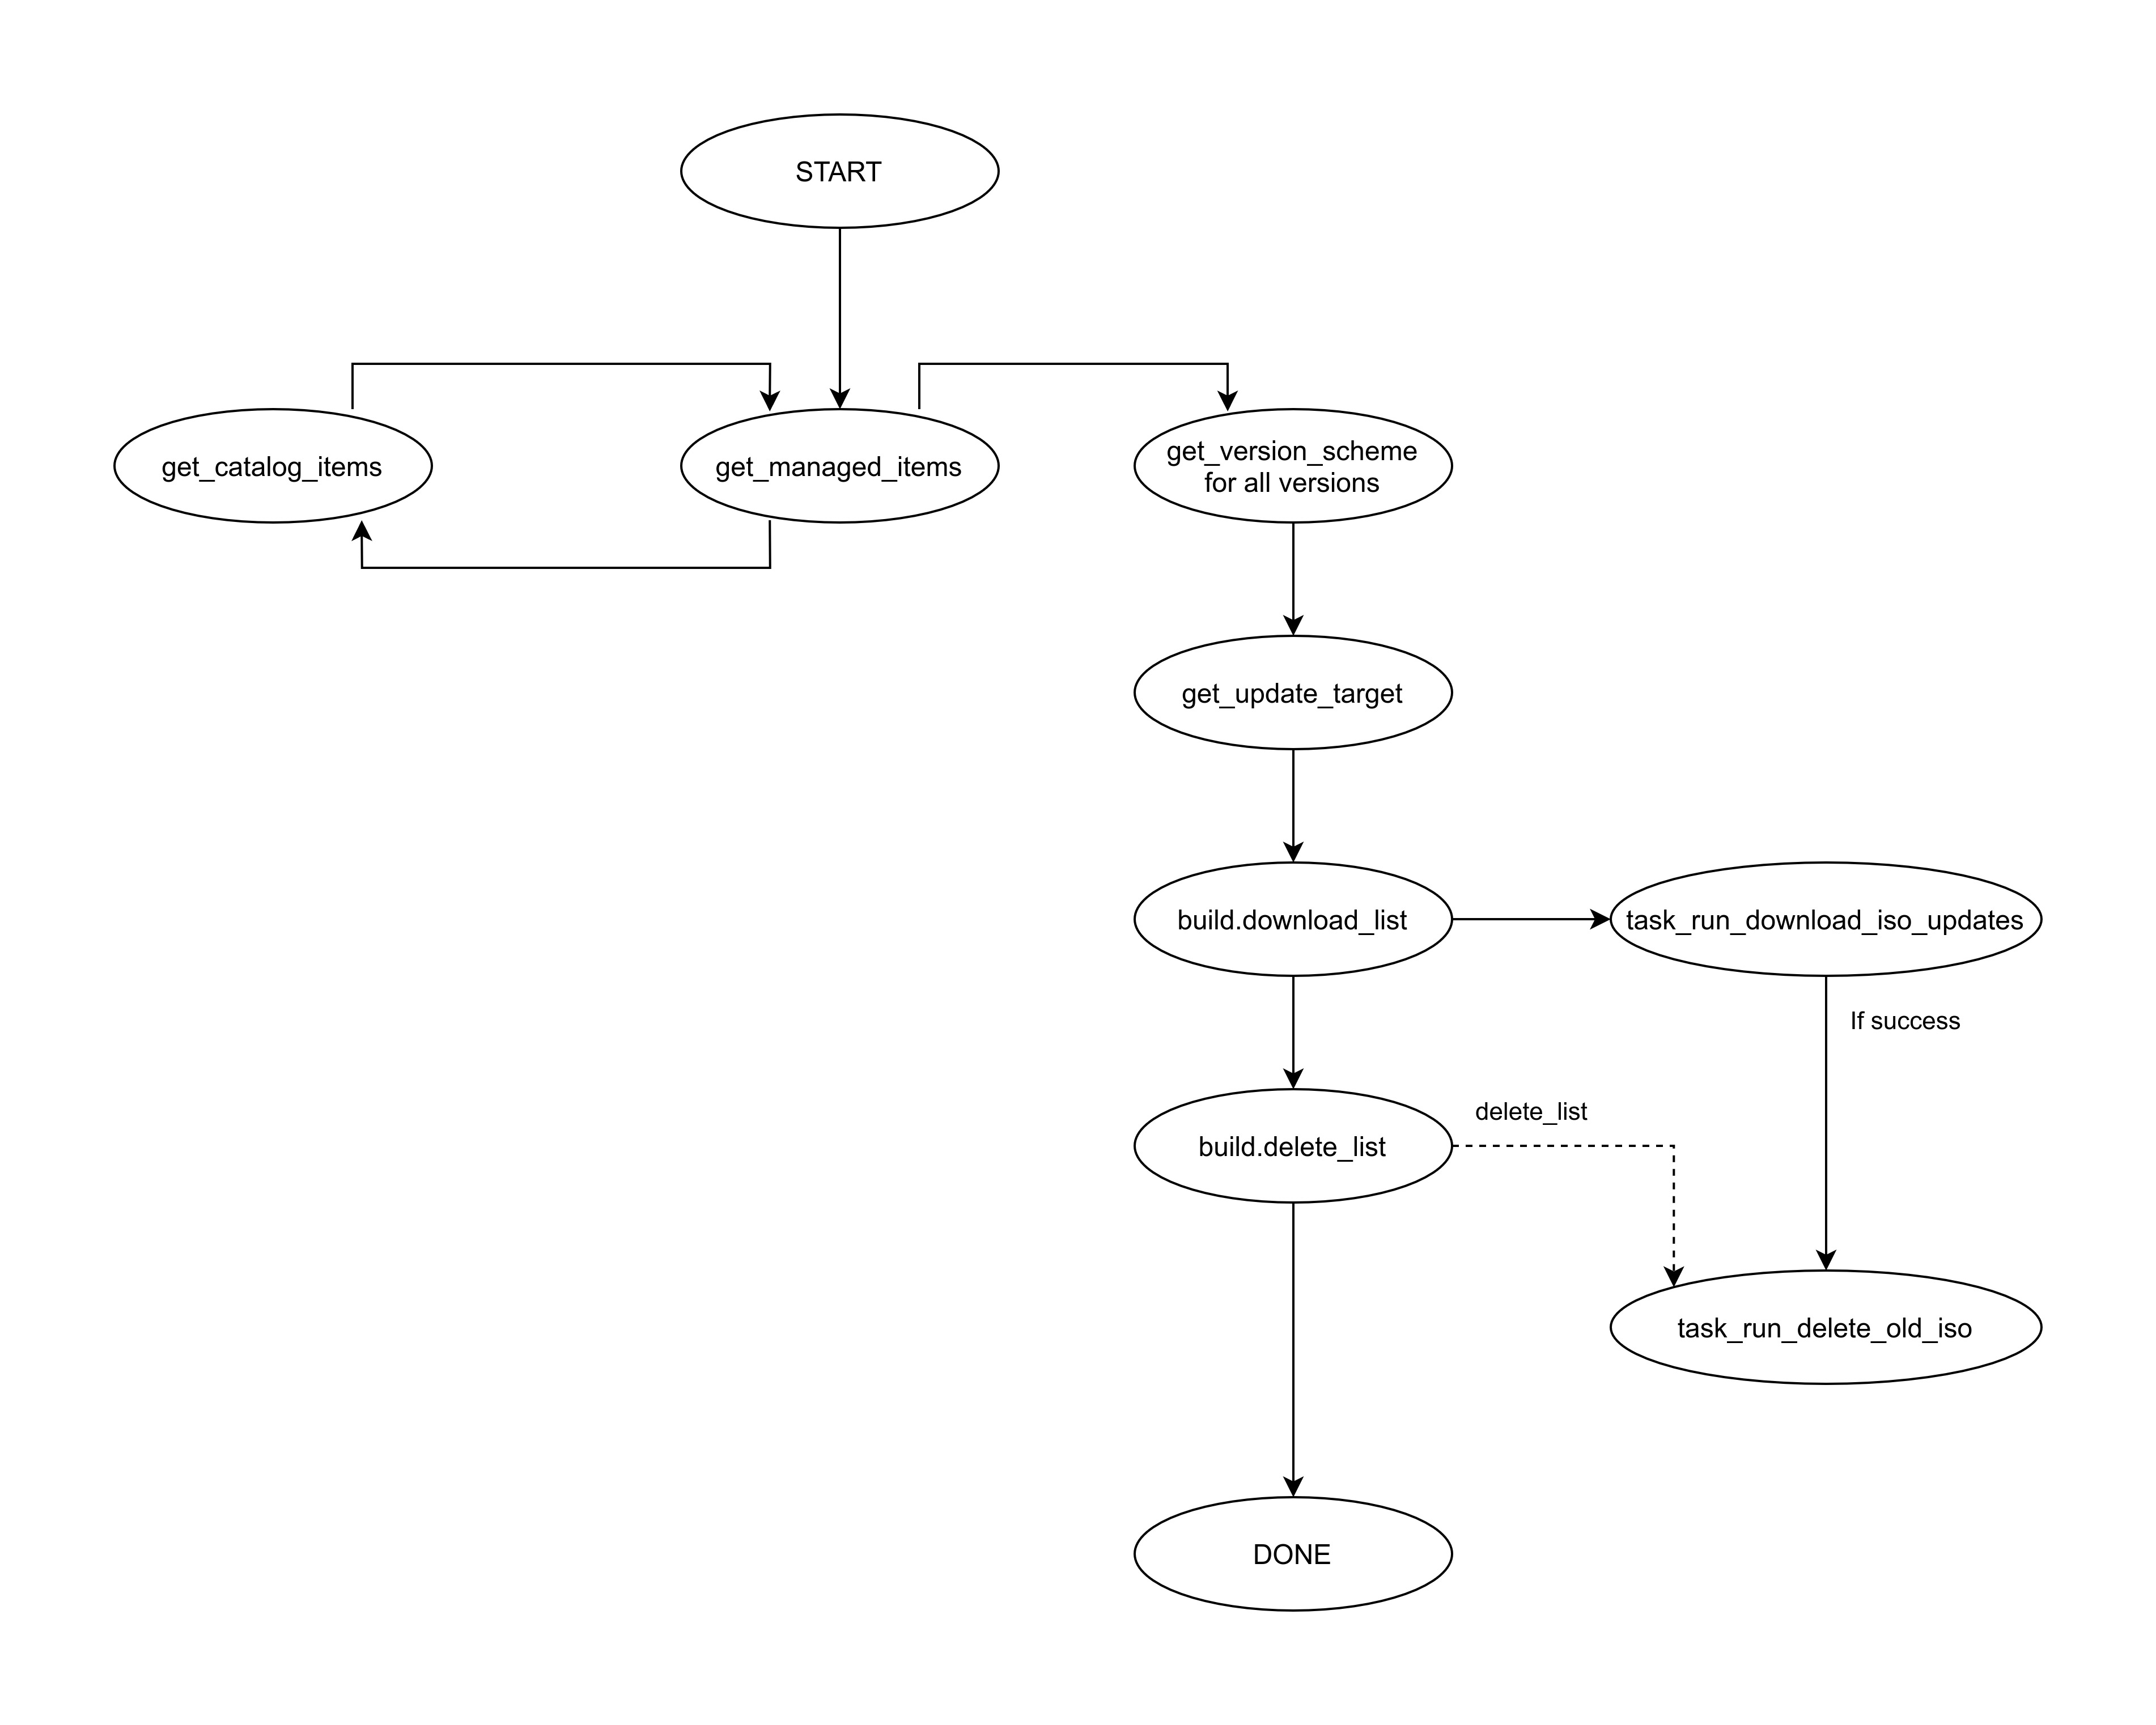 START
get_catalog_items
get_managed_items
get_version_scheme
for all versions
get_update_target
build.download_list
task_run_download_iso_updates
If success
delete_list
build.delete_list
task_run_delete_old_iso
DONE